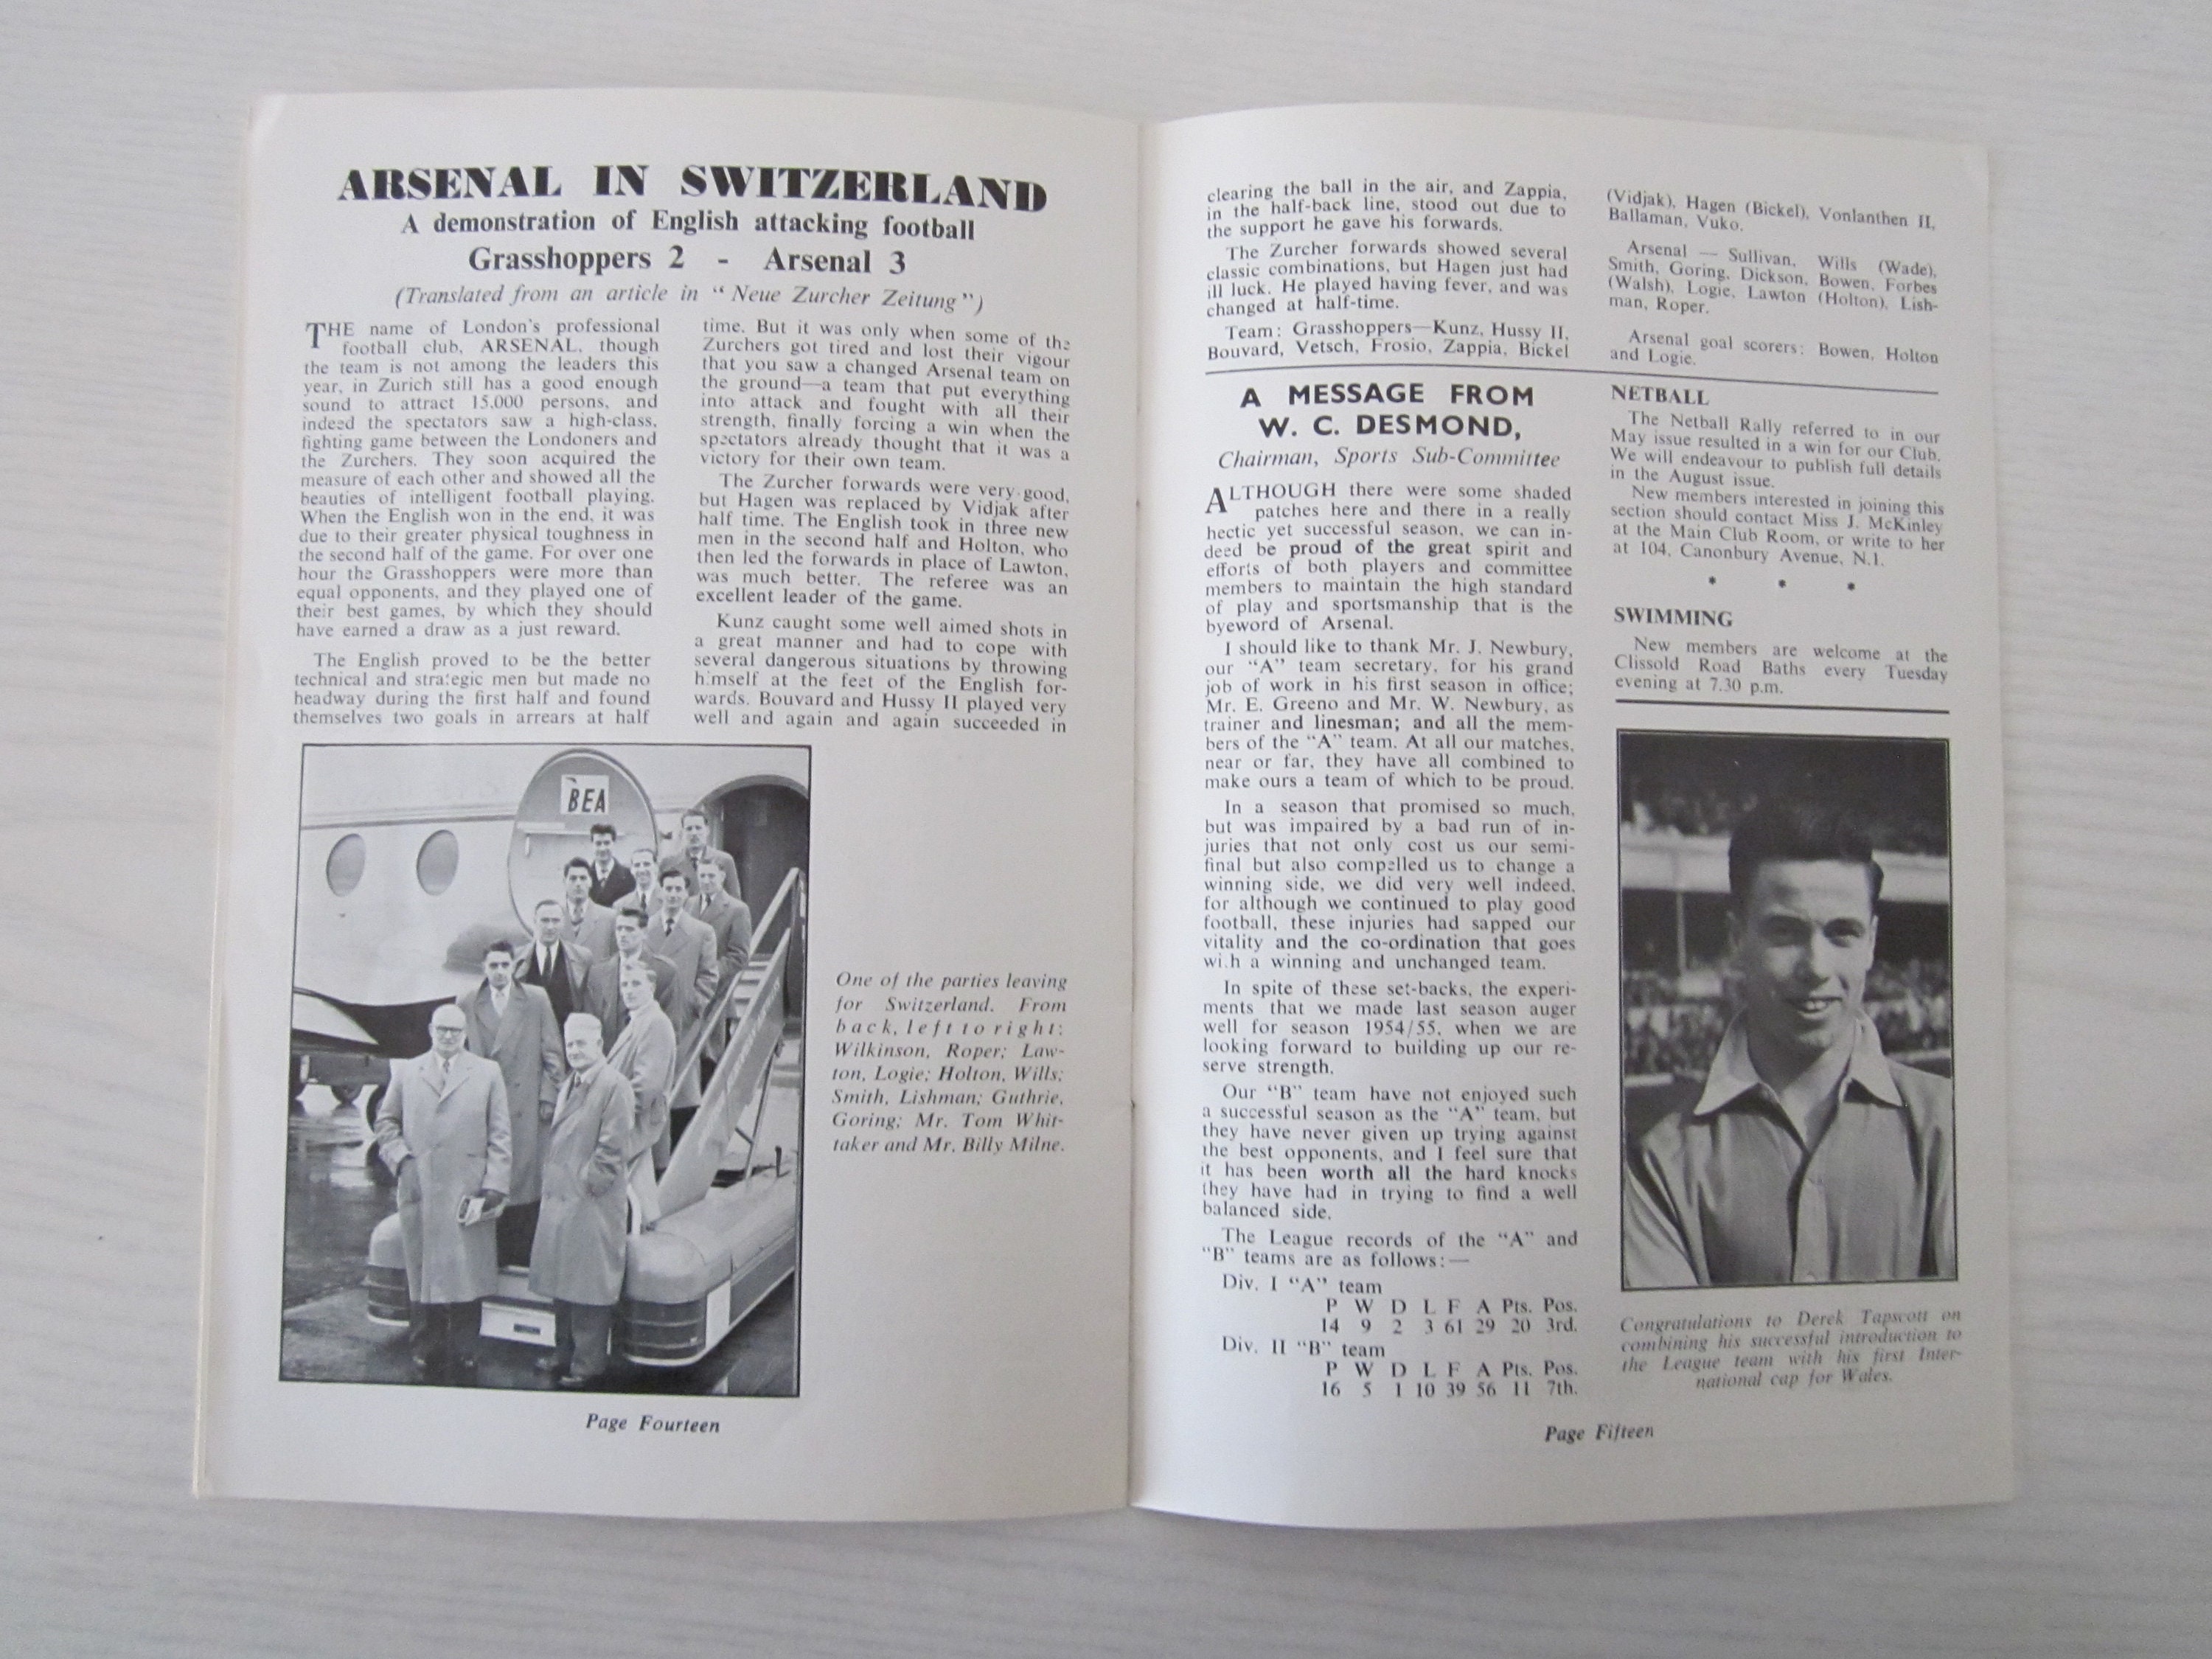 ARSENAL IN SWITZERLAND
A demonstration of English attacking football
Grasshoppers 2 - Arsenal 3
(Translated from an article in "Neue Zurcher Zeitung")
THE name of London's professional
football club, ARSENAL, though
the team is not among the leaders this
year, in Zurich still has a good enough
sound to attract 15,000 persons, and
indeed the spectators saw a high-class,
fighting game between the Londoners and
the Zurchers. They soon acquired the
measure of each other and showed all the
beauties of intelligent football playing.
When the English won in the end, it was
due to their greater physical toughness in
the second half of the game. For over one
hour the Grasshoppers were more than
equal opponents, and they played one of
their best games, by which they should
have earned a draw as a just reward.
The English proved to be the better
technical and strategic men but made no
headway during the first half and found
themselves two goals in arrears at half
time. But it was only when some of the
Zurchers got tired and lost their vigour
that you saw a changed Arsenal team on
the ground—a team that put everything
into attack and fought with all their
strength, finally forcing a win when the
spectators already thought that it was a
victory for their own team.
The Zurcher forwards were very good,
but Hagen was replaced by Vidjak after
half time. The English took in three new
men in the second half and Holton, who
then led the forwards in place of Lawton,
was much better. The referee was an
excellent leader of the game.
Kunz caught some well aimed shots in
a great manner and had to cope with
several dangerous situations by throwing
himself at the feet of the English for-
wards. Bouvard and Hussy II played very
well and again and again succeeded in
BEA
One of the parties leaving
for Switzerland. From
back, left to right:
Wilkinson, Roper; Law-
ton, Logie; Holton, Wills;
Smith, Lishman; Guthrie,
Goring; Mr. Tom Whit-
taker and Mr. Billy Milne.
Page Fourteen
clearing the ball in the air, and Zappia,
in the half-back line, stood out due to
the support he gave his forwards.
The Zurcher forwards showed several
classic combinations, but Hagen just had
ill luck. He played having fever, and was
changed at half-time.
Team: Grasshoppers—Kunz, Hussy II,
Bouvard, Vetsch, Frosio, Zappia, Bickel
(Vidjak), Hagen (Bickel), Vonlanthen II,
Ballaman, Vuko.
Arsenal — Sullivan, Wills (Wade),
Smith, Goring, Dickson, Bowen, Forbes
(Walsh), Logie, Lawton (Holton), Lish-
man, Roper.
Arsenal goal scorers: Bowen, Holton
and Logie.
A MESSAGE FROM
W. C. DESMOND,
Chairman, Sports Sub-Committee
ALTHOUGH there were some shaded
patches here and there in a really
hectic yet successful season, we can in-
deed be proud of the great spirit and
efforts of both players and committee
members to maintain the high standard
of play and sportsmanship that is the
byeword of Arsenal.
I should like to thank Mr. J. Newbury,
our "A" team secretary, for his grand
job of work in his first season in office;
Mr. E. Greeno and Mr. W. Newbury, as
trainer and linesman; and all the mem-
bers of the "A" team. At all our matches,
near or far, they have all combined to
make ours a team of which to be proud.
In a season that promised so much,
but was impaired by a bad run of in-
juries that not only cost us our semi-
final but also compelled us to change a
winning side, we did very well indeed,
for although we continued to play good
football, these injuries had sapped our
vitality and the co-ordination that goes
wi.h a winning and unchanged team.
In spite of these set-backs, the experi-
ments that we made last season auger
well for season 1954/55, when we are
looking forward to building up our re-
serve strength.
Our "B" team have not enjoyed such
a successful season as the "A" team, but
they have never given up trying against
the best opponents, and I feel sure that
it has been worth all the hard knocks
they have had in trying to find a well
balanced side.
The League records of the "A" and
"B" teams are as follows:—
Div. I "A" team
P W D L F A Pts. Pos.
14 9 2 3 61 29 20 3rd.
Div. II "B" team
P W D L F A Pts. Pos.
16 5 1 10 39 56 11 7th.
NETBALL
The Netball Rally referred to in our
May issue resulted in a win for our Club.
We will endeavour to publish full details
in the August issue.
New members interested in joining this
section should contact Miss J. McKinley
at the Main Club Room, or write to her
at 104, Canonbury Avenue, N.1.
* * *
SWIMMING
New members are welcome at the
Clissold Road Baths every Tuesday
evening at 7.30 p.m.
Congratulations to Derek Tapscott on
combining his successful introduction to
the League team with his first Inter-
national cap for Wales.
Page Fifteen